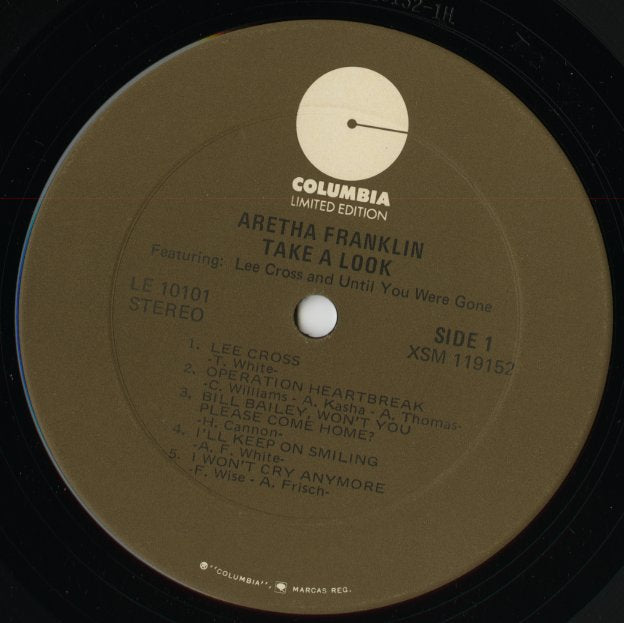 COLUMBIA
LIMITED EDITION
ARETHA FRANKLIN
TAKE A LOOK
Featuring: Lee Cross and Until You Were Gone
LE 10101
STEREO
SIDE 1
XSM 119152
1. LEE CROSS
-T. White-
2. OPERATION HEARTBREAK
-C. Williams - A. Kasha - A. Thomas-
3. BILL BAILEY, WON'T YOU
PLEASE COME HOME?
-H. Cannon-
4. I'LL KEEP ON SMILING
-A. F. White-
5. I WON'T CRY ANYMORE
-F. Wise - A. Frisch-
® "COLUMBIA", MARCAS REG.